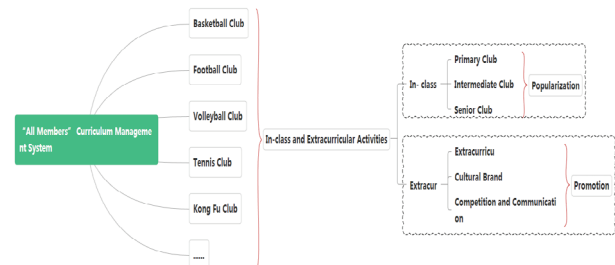 “All Members” Curriculum Manageme
nt System
Basketball Club
Football Club
Volleyball Club
Tennis Club
Kong Fu Club
......
In-class and Extracurricular Activities
In- class
Primary Club
Intermediate Club
Senior Club
Popularization
Extracur
Extracurricu
Cultural Brand
Competition and Communicati
on
Promotion